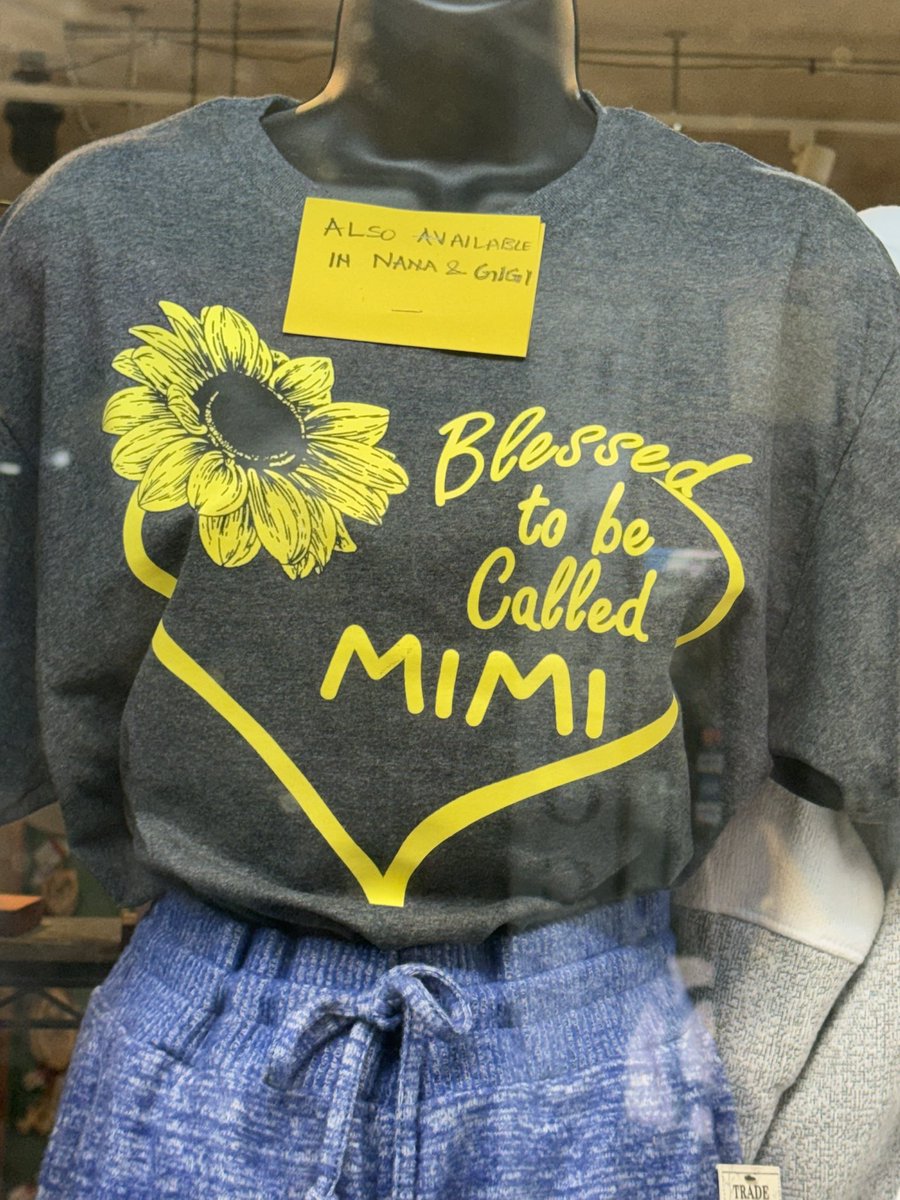 ALSO AVAILABLE
IN NANA & GIGI
Blessed
to be
Called
MIMI
TRADE